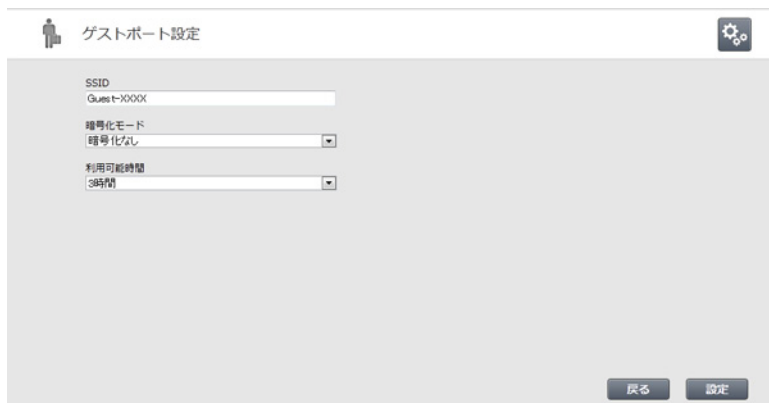 ゲストポート設定
SSID
Guest-XXXX
暗号化モード
暗号化なし
利用可能時間
3時間
戻る
設定